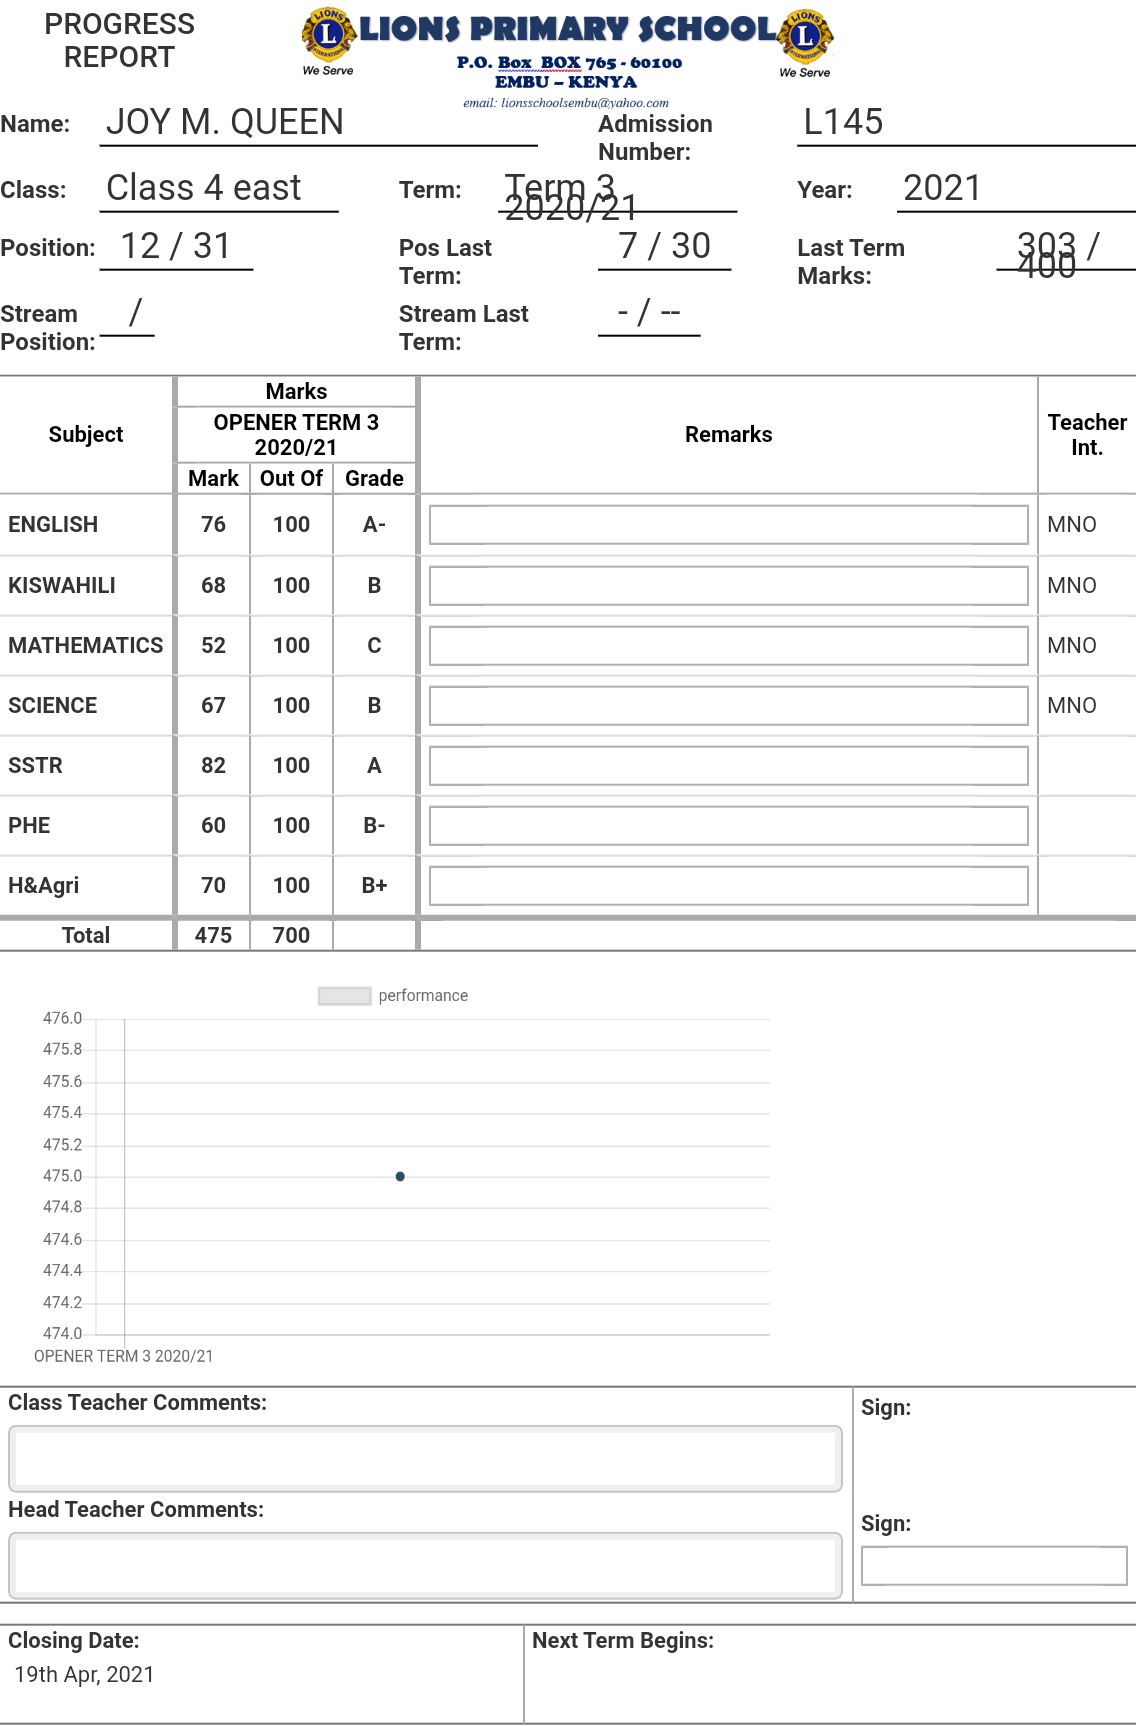 PROGRESS
REPORT
LIONS PRIMARY SCHOOL
L
INTERNATIONAL
We Serve
L
INTERNATIONAL
We Serve
P.O. Box BOX 765 - 60100
EMBU – KENYA
email: lionsschoolsembu@yahoo.com
Name: JOY M. QUEEN Admission Number: L145
Class: Class 4 east Term: Term 3 2020/21 Year: 2021
Position: 12 / 31 Pos Last Term: 7 / 30 Last Term Marks: 303 / 400
Stream Position: / Stream Last Term: - / --
Subject Marks Remarks Teacher Int.
OPENER TERM 3 2020/21
Mark Out Of Grade
ENGLISH 76 100 A- MNO
KISWAHILI 68 100 B MNO
MATHEMATICS 52 100 C MNO
SCIENCE 67 100 B MNO
SSTR 82 100 A
PHE 60 100 B-
H&Agri 70 100 B+
Total 475 700
performance
476.0
475.8
475.6
475.4
475.2
475.0
474.8
474.6
474.4
474.2
474.0
OPENER TERM 3 2020/21
Class Teacher Comments: Sign:
Head Teacher Comments: Sign:
Closing Date: Next Term Begins:
19th Apr, 2021